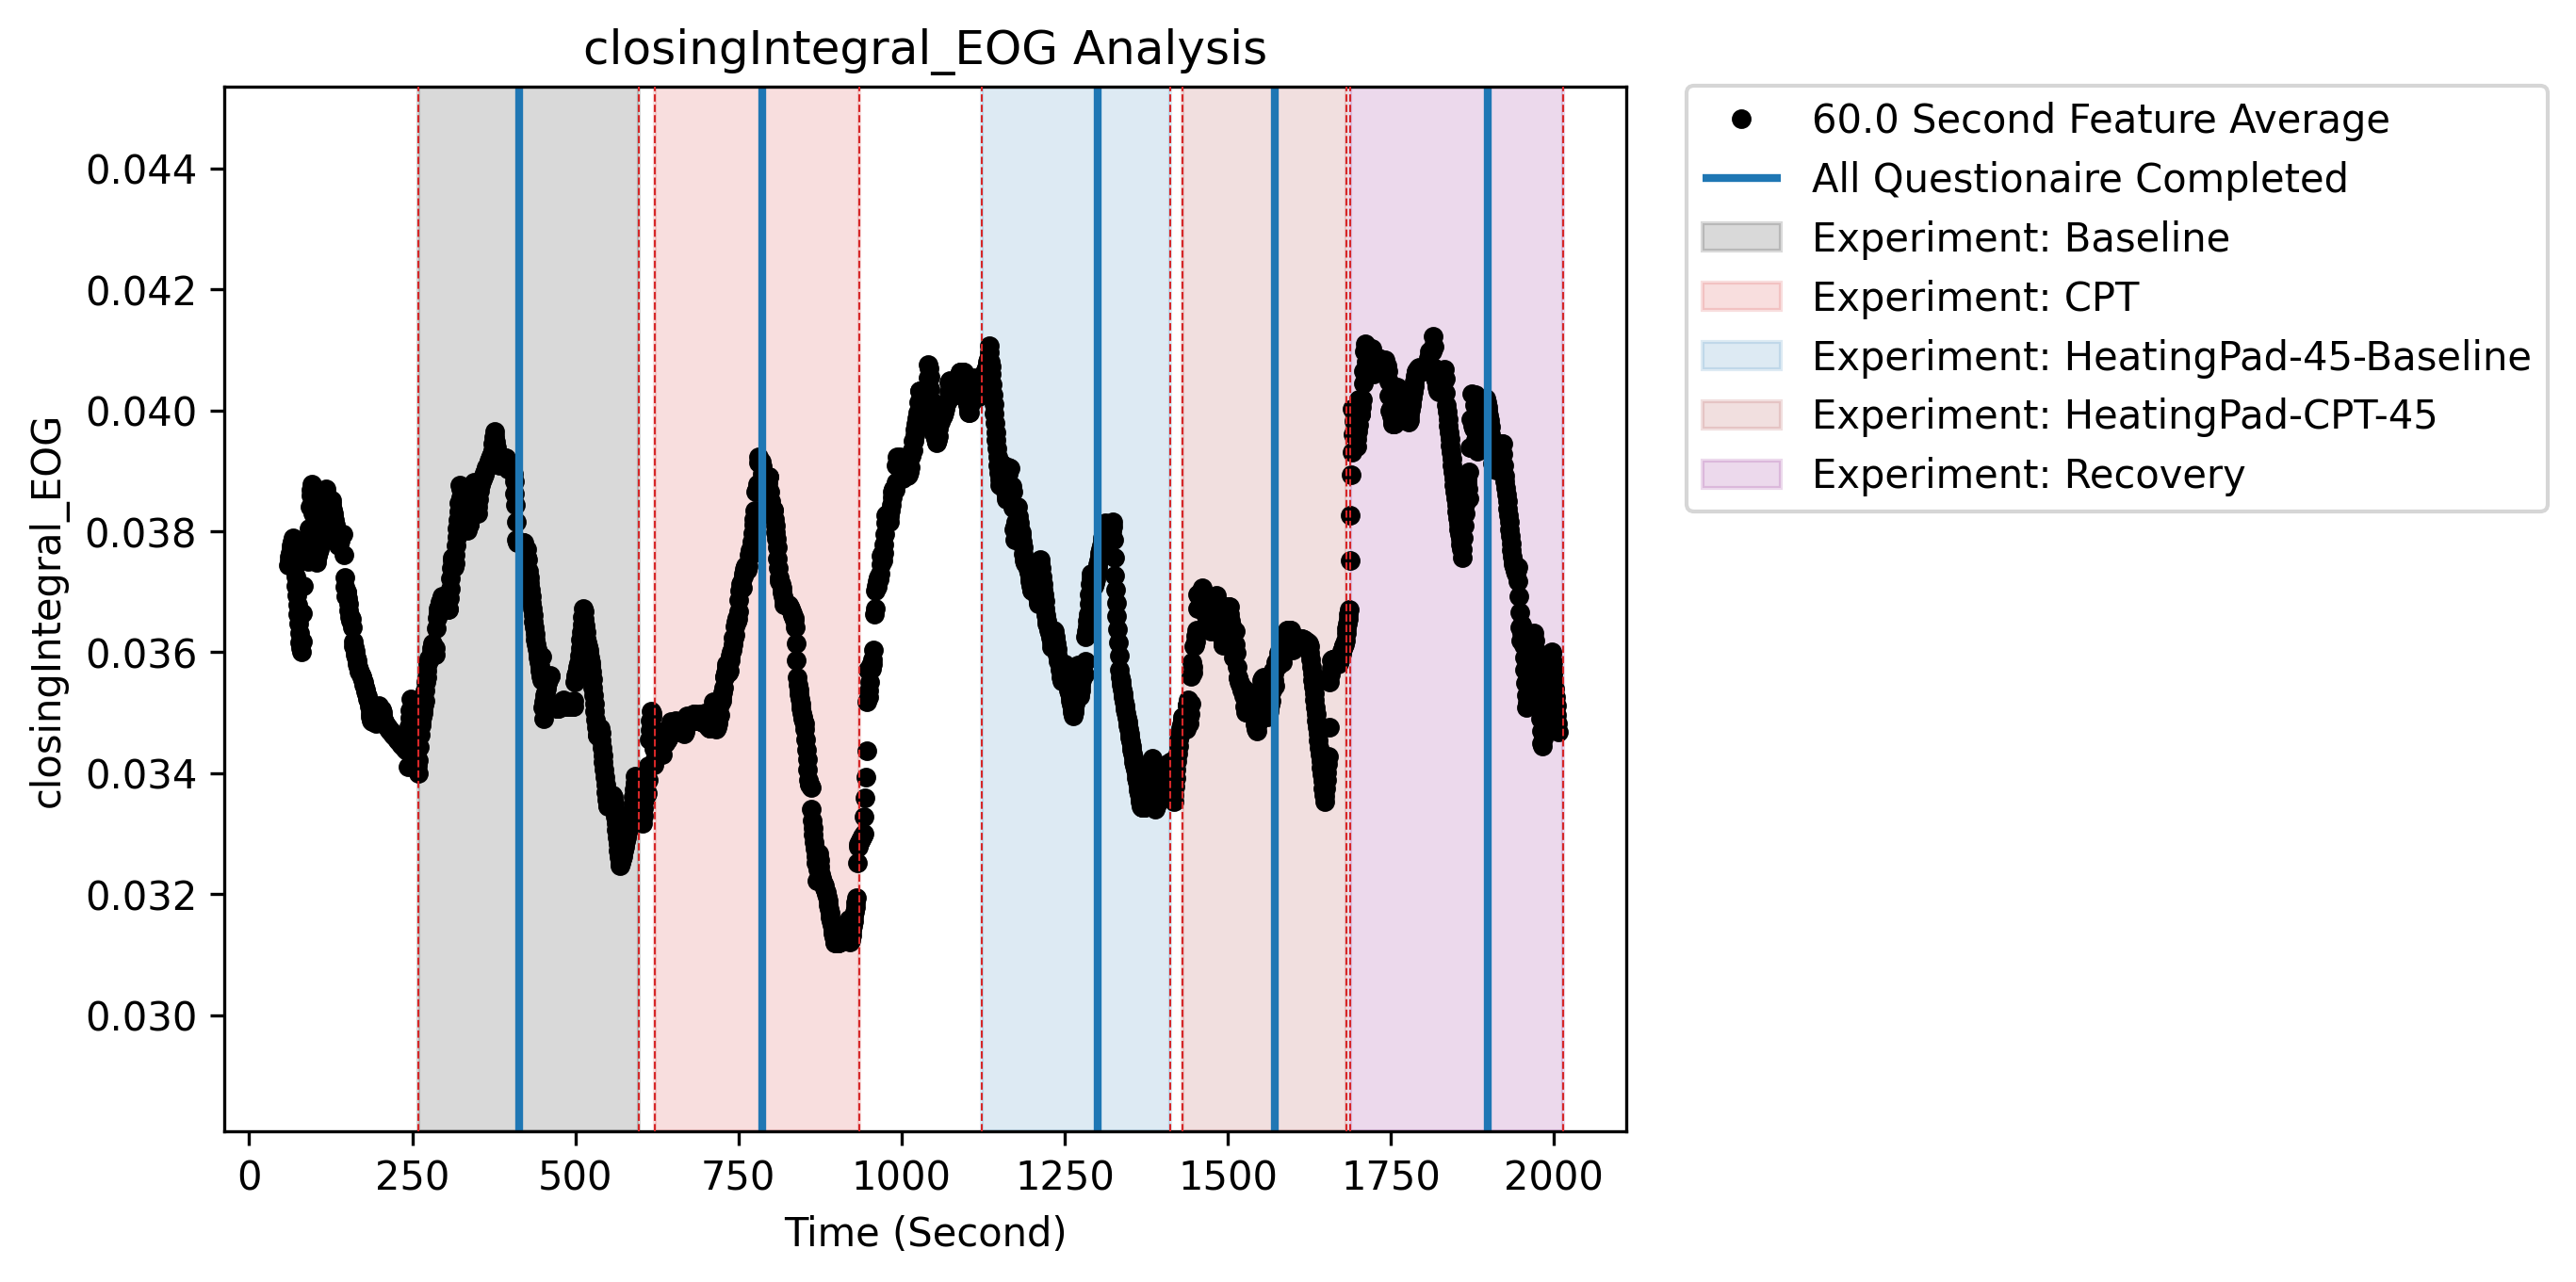 closingIntegral_EOG Analysis
closingIntegral_EOG
0.044
0.042
0.040
0.038
0.036
0.034
0.032
0.030
0 250 500 750 1000 1250 1500 1750 2000
Time (Second)
60.0 Second Feature Average
All Questionaire Completed
Experiment: Baseline
Experiment: CPT
Experiment: HeatingPad-45-Baseline
Experiment: HeatingPad-CPT-45
Experiment: Recovery